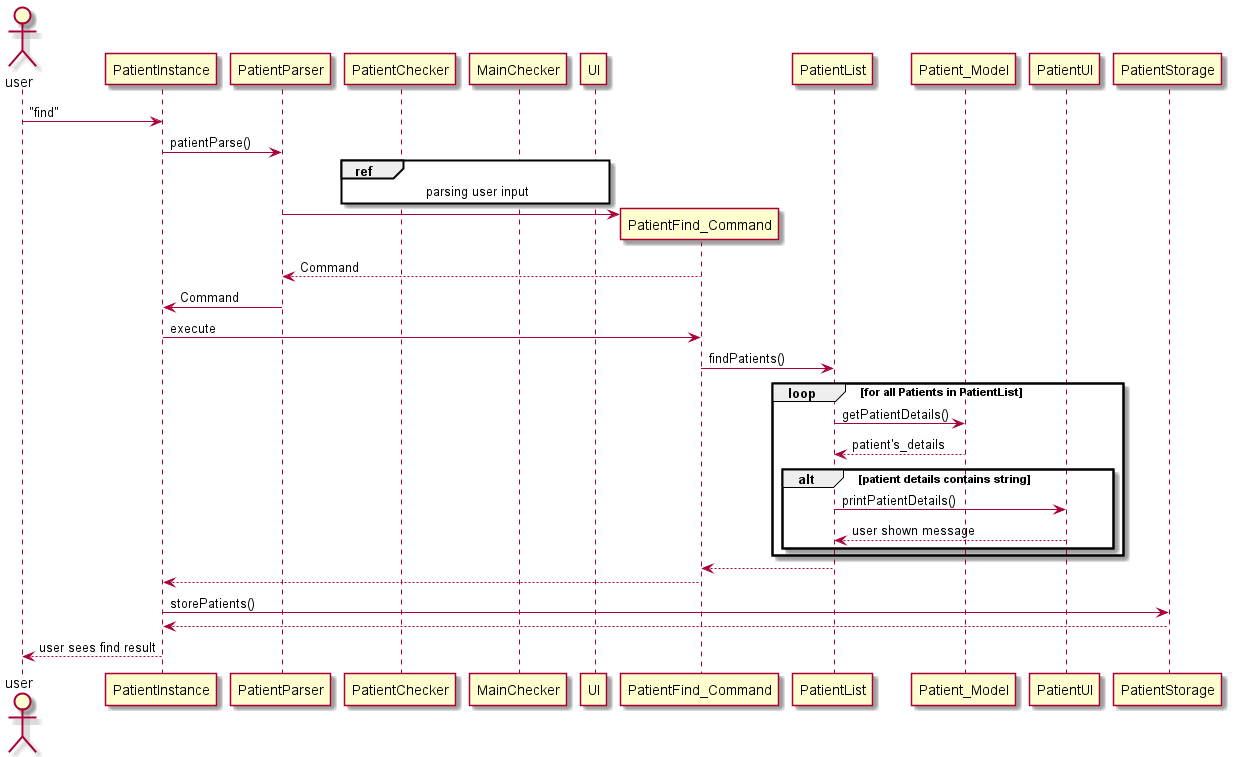 user
PatientInstance
PatientParser
PatientChecker
MainChecker
UI
PatientList
Patient_Model
PatientUI
PatientStorage
"find"
patientParse()
ref
parsing user input
PatientFind_Command
Command
Command
execute
findPatients()
loop [for all Patients in PatientList]
getPatientDetails()
patient's_details
alt [patient details contains string]
printPatientDetails()
user shown message
storePatients()
user sees find result
user
PatientInstance
PatientParser
PatientChecker
MainChecker
UI
PatientFind_Command
PatientList
Patient_Model
PatientUI
PatientStorage